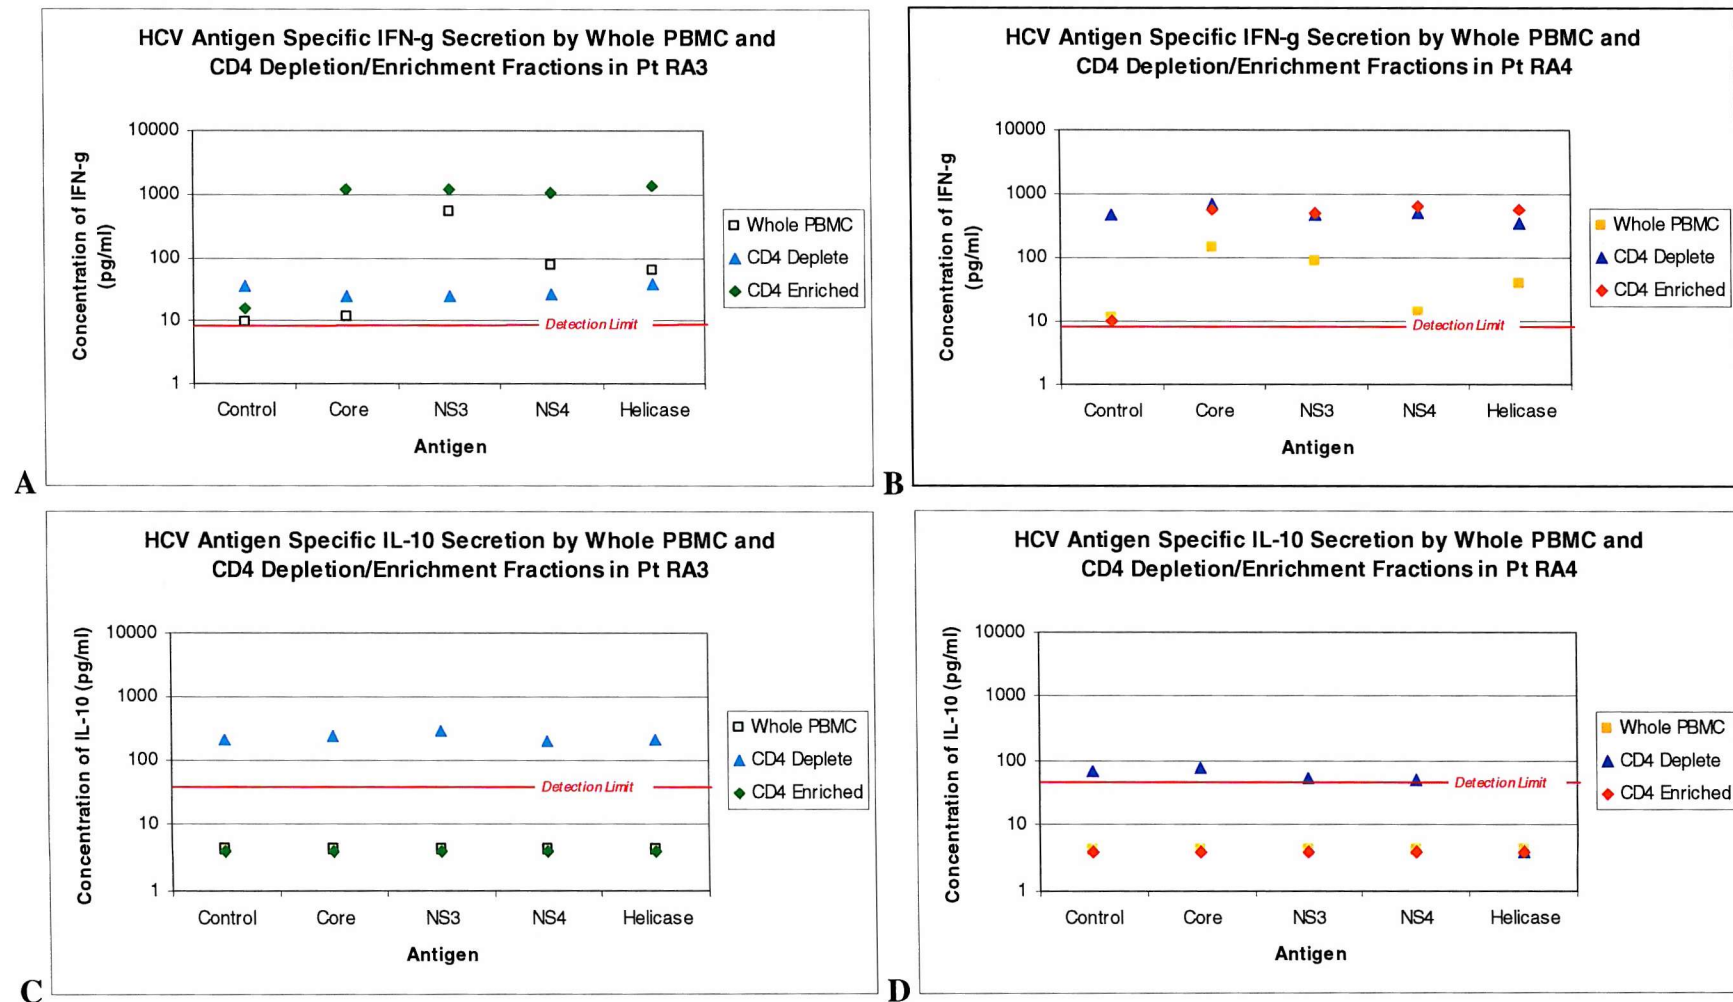 HCV Antigen Specific IFN-g Secretion by Whole PBMC and
CD4 Depletion/Enrichment Fractions in Pt RA3
Concentration of IFN-g
(pg/ml)
10000
1000
100
10
1
Detection Limit
Control Core NS3 NS4 Helicase
Antigen
Whole PBMC
CD4 Deplete
CD4 Enriched
A
HCV Antigen Specific IFN-g Secretion by Whole PBMC and
CD4 Depletion/Enrichment Fractions in Pt RA4
Concentration of IFN-g
(pg/ml)
10000
1000
100
10
1
Detection Limit
Control Core NS3 NS4 Helicase
Antigen
Whole PBMC
CD4 Deplete
CD4 Enriched
B
HCV Antigen Specific IL-10 Secretion by Whole PBMC and
CD4 Depletion/Enrichment Fractions in Pt RA3
Concentration of IL-10 (pg/ml)
10000
1000
100
10
1
Detection Limit
Control Core NS3 NS4 Helicase
Antigen
Whole PBMC
CD4 Deplete
CD4 Enriched
C
HCV Antigen Specific IL-10 Secretion by Whole PBMC and
CD4 Depletion/Enrichment Fractions in Pt RA4
Concentration of IL-10 (pg/ml)
10000
1000
100
10
1
Detection Limit
Control Core NS3 NS4 Helicase
Antigen
Whole PBMC
CD4 Deplete
CD4 Enriched
D